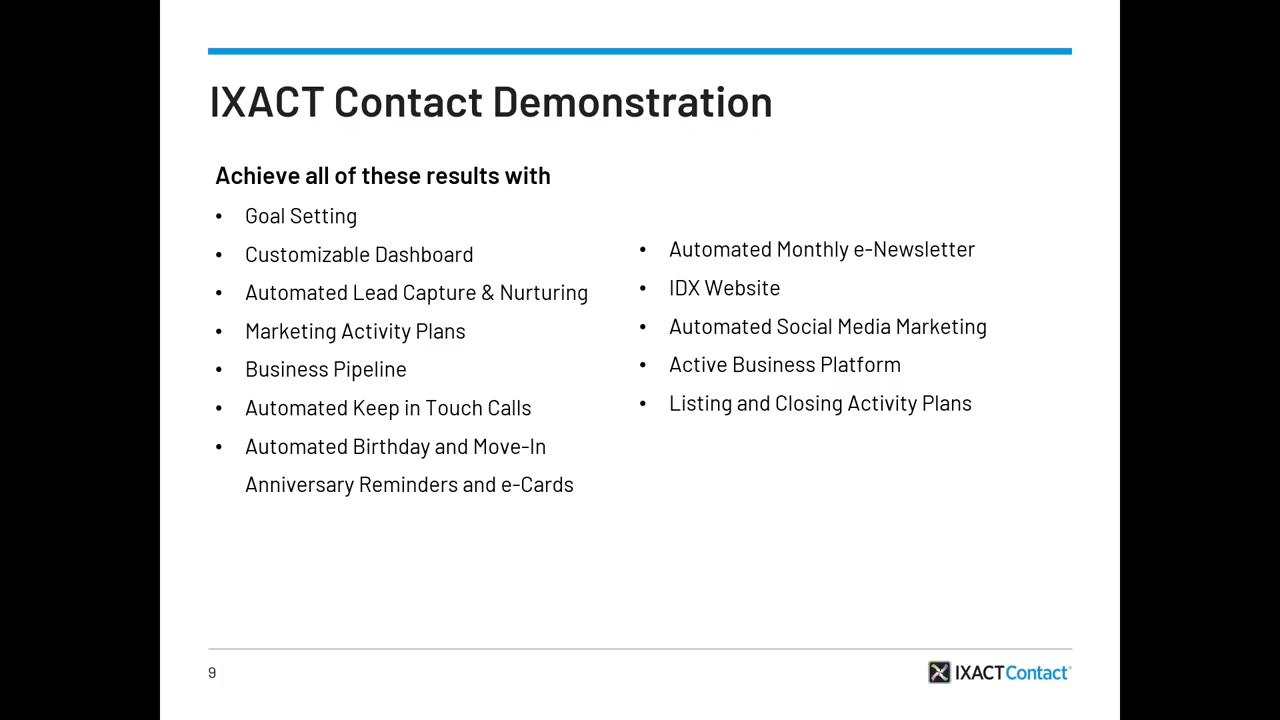 IXACT Contact Demonstration
Achieve all of these results with
• Goal Setting
• Customizable Dashboard
• Automated Lead Capture & Nurturing
• Marketing Activity Plans
• Business Pipeline
• Automated Keep in Touch Calls
• Automated Birthday and Move-In
Anniversary Reminders and e-Cards
• Automated Monthly e-Newsletter
• IDX Website
• Automated Social Media Marketing
• Active Business Platform
• Listing and Closing Activity Plans
9
IXACTContact®